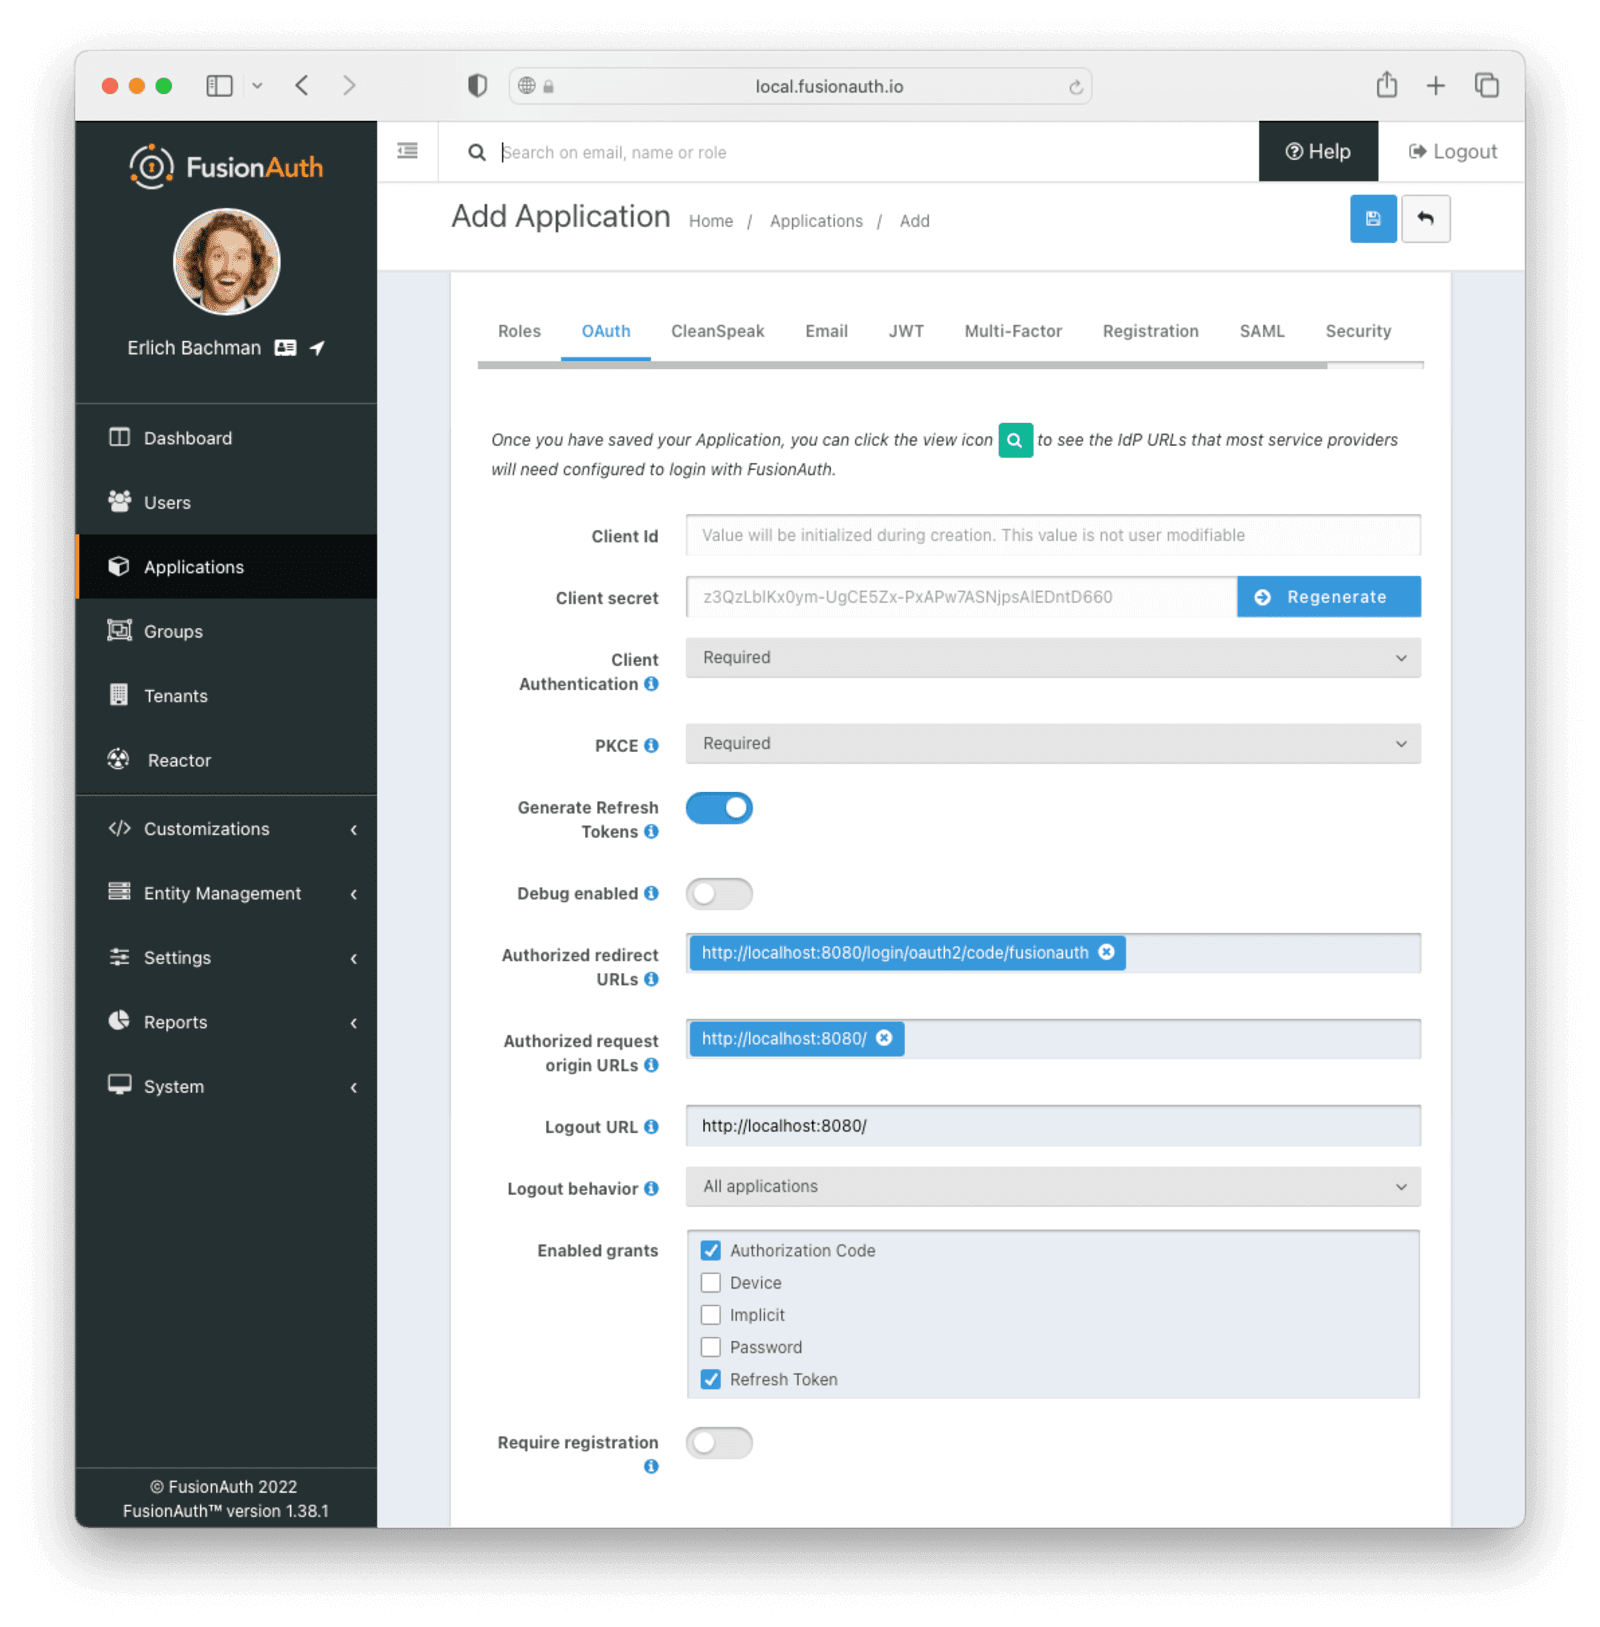 local.fusionauth.io
FusionAuth
Search on email, name or role
Help
Logout
Add Application
Home / Applications / Add
Erlich Bachman
Dashboard
Users
Applications
Groups
Tenants
Reactor
Customizations
Entity Management
Settings
Reports
System
© FusionAuth 2022
FusionAuth™ version 1.38.1
Roles OAuth CleanSpeak Email JWT Multi-Factor Registration SAML Security
Once you have saved your Application, you can click the view icon to see the IdP URLs that most service providers
will need configured to login with FusionAuth.
Client Id
Value will be initialized during creation. This value is not user modifiable
Client secret
Regenerate
Client
Authentication
Required
PKCE
Required
Generate Refresh
Tokens
Debug enabled
Authorized redirect
URLs
http://localhost:8080/login/oauth2/code/fusionauth
Authorized request
origin URLs
http://localhost:8080/
Logout URL
http://localhost:8080/
Logout behavior
All applications
Enabled grants
Authorization Code
Device
Implicit
Password
Refresh Token
Require registration